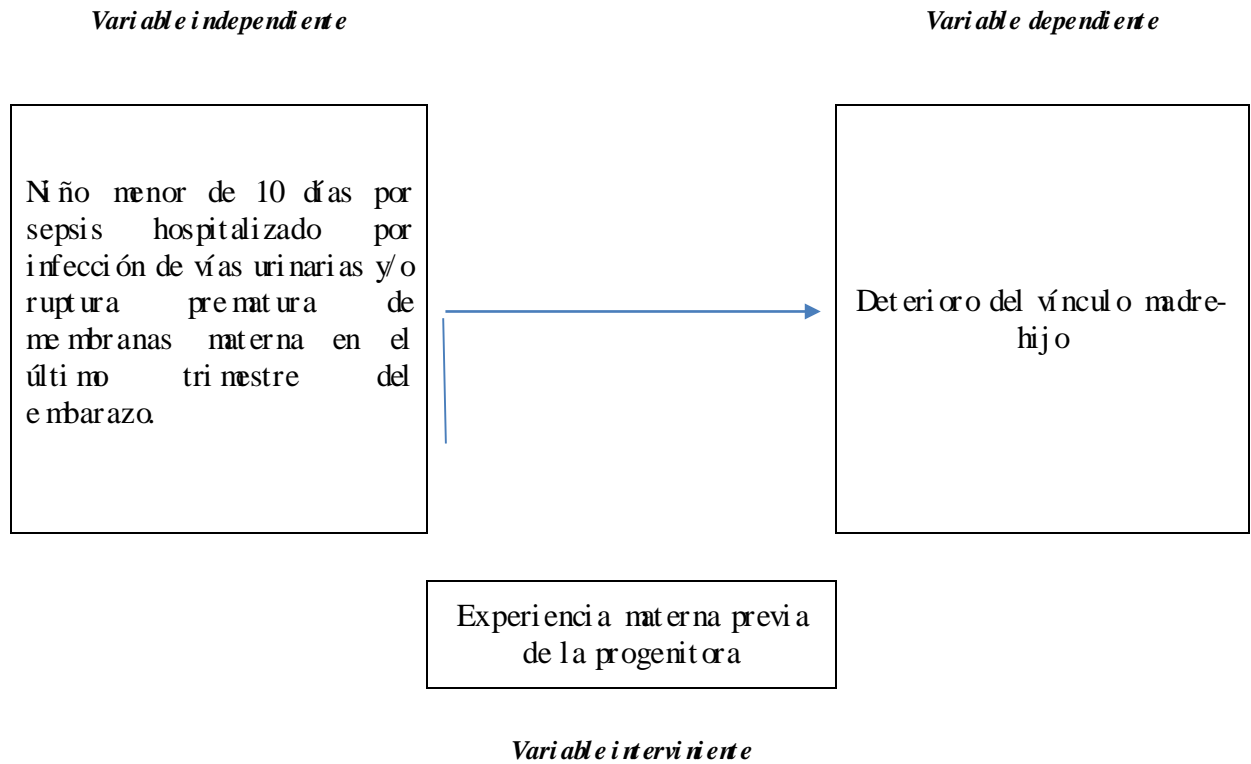 Variable independiente
Variable dependiente
Niño menor de 10 días por
sepsis hospitalizado por
infección de vías urinarias y/o
ruptura prematura de
membranas materna en el
último trimestre del
embarazo.
Deterioro del vínculo madre-
hijo
Experiencia materna previa
de la progenitora
Variable interviniente